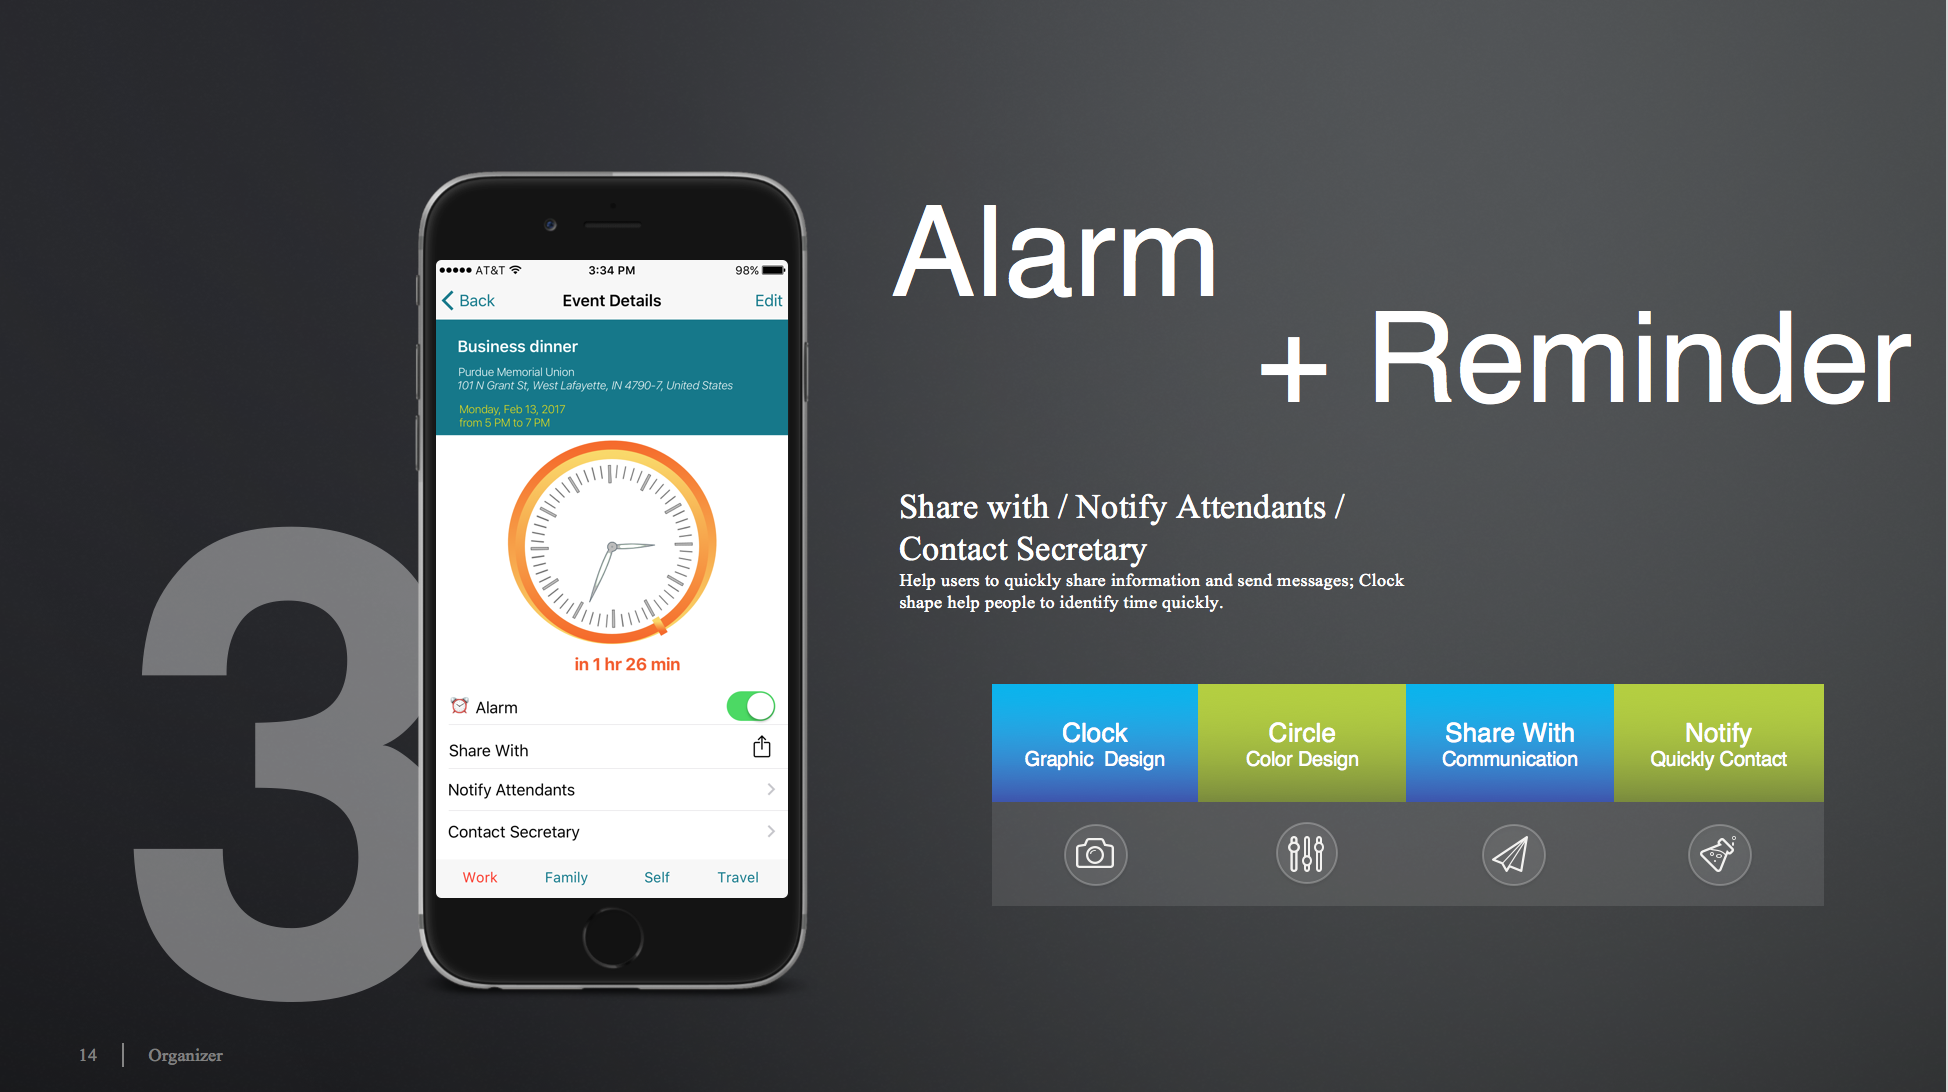 Alarm
+ Reminder
3
AT&T 3:34 PM 98%
Back Event Details Edit
Business dinner
Purdue Memorial Union
101 N Grant St, West Lafayette, IN 4790-7, United States
Monday, Feb 13, 2017
from 5 PM to 7 PM
in 1 hr 26 min
Alarm
Share With
Notify Attendants
Contact Secretary
Work Family Self Travel
Share with / Notify Attendants /
Contact Secretary
Help users to quickly share information and send messages; Clock
shape help people to identify time quickly.
Clock
Graphic Design
Circle
Color Design
Share With
Communication
Notify
Quickly Contact
14 | Organizer